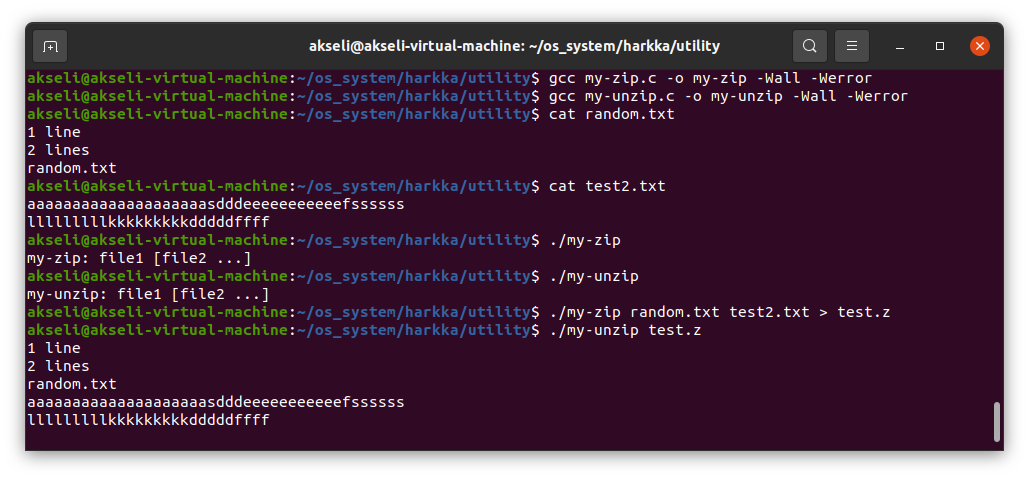 akseli@akseli-virtual-machine: ~/os_system/harkka/utility
akseli@akseli-virtual-machine:~/os_system/harkka/utility$ gcc my-zip.c -o my-zip -Wall -Werror
akseli@akseli-virtual-machine:~/os_system/harkka/utility$ gcc my-unzip.c -o my-unzip -Wall -Werror
akseli@akseli-virtual-machine:~/os_system/harkka/utility$ cat random.txt
1 line
2 lines
random.txt
akseli@akseli-virtual-machine:~/os_system/harkka/utility$ cat test2.txt
aaaaaaaaaaaaaaaaaaaasdddeeeeeeeeeeefssssss
lllllllllkkkkkkkkkdddddffff
akseli@akseli-virtual-machine:~/os_system/harkka/utility$ ./my-zip
my-zip: file1 [file2 ...]
akseli@akseli-virtual-machine:~/os_system/harkka/utility$ ./my-unzip
my-unzip: file1 [file2 ...]
akseli@akseli-virtual-machine:~/os_system/harkka/utility$ ./my-zip random.txt test2.txt > test.z
akseli@akseli-virtual-machine:~/os_system/harkka/utility$ ./my-unzip test.z
1 line
2 lines
random.txt
aaaaaaaaaaaaaaaaaaaasdddeeeeeeeeeeefssssss
lllllllllkkkkkkkkkdddddffff